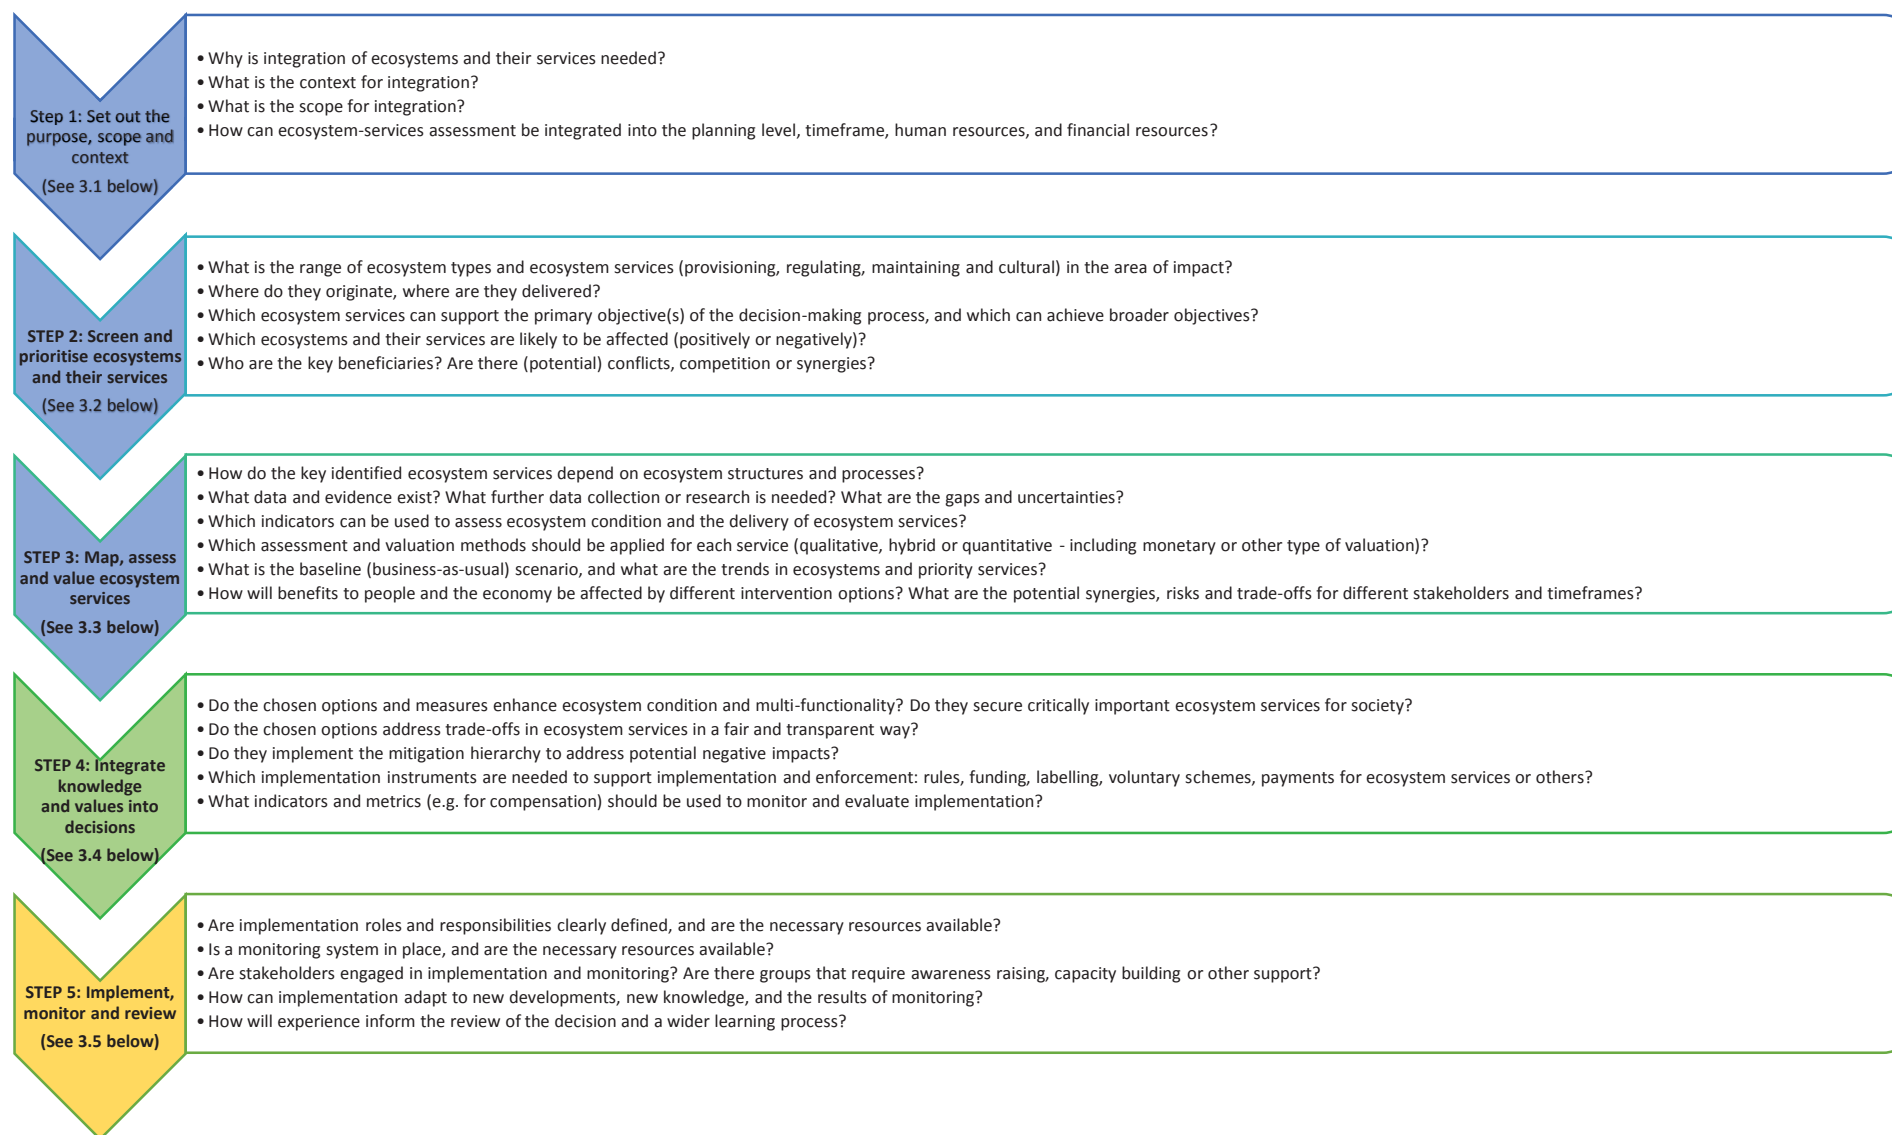 Step 1: Set out the
purpose, scope and
context
(See 3.1 below)
• Why is integration of ecosystems and their services needed?
• What is the context for integration?
• What is the scope for integration?
• How can ecosystem-services assessment be integrated into the planning level, timeframe, human resources, and financial resources?
STEP 2: Screen and
prioritise ecosystems
and their services
(See 3.2 below)
• What is the range of ecosystem types and ecosystem services (provisioning, regulating, maintaining and cultural) in the area of impact?
• Where do they originate, where are they delivered?
• Which ecosystem services can support the primary objective(s) of the decision-making process, and which can achieve broader objectives?
• Which ecosystems and their services are likely to be affected (positively or negatively)?
• Who are the key beneficiaries? Are there (potential) conflicts, competition or synergies?
STEP 3: Map, assess
and value ecosystem
services
(See 3.3 below)
• How do the key identified ecosystem services depend on ecosystem structures and processes?
• What data and evidence exist? What further data collection or research is needed? What are the gaps and uncertainties?
• Which indicators can be used to assess ecosystem condition and the delivery of ecosystem services?
• Which assessment and valuation methods should be applied for each service (qualitative, hybrid or quantitative - including monetary or other type of valuation)?
• What is the baseline (business-as-usual) scenario, and what are the trends in ecosystems and priority services?
• How will benefits to people and the economy be affected by different intervention options? What are the potential synergies, risks and trade-offs for different stakeholders and timeframes?
STEP 4: Integrate
knowledge
and values into
decisions
(See 3.4 below)
• Do the chosen options and measures enhance ecosystem condition and multi-functionality? Do they secure critically important ecosystem services for society?
• Do the chosen options address trade-offs in ecosystem services in a fair and transparent way?
• Do they implement the mitigation hierarchy to address potential negative impacts?
• Which implementation instruments are needed to support implementation and enforcement: rules, funding, labelling, voluntary schemes, payments for ecosystem services or others?
• What indicators and metrics (e.g. for compensation) should be used to monitor and evaluate implementation?
STEP 5: Implement,
monitor and review
(See 3.5 below)
• Are implementation roles and responsibilities clearly defined, and are the necessary resources available?
• Is a monitoring system in place, and are the necessary resources available?
• Are stakeholders engaged in implementation and monitoring? Are there groups that require awareness raising, capacity building or other support?
• How can implementation adapt to new developments, new knowledge, and the results of monitoring?
• How will experience inform the review of the decision and a wider learning process?